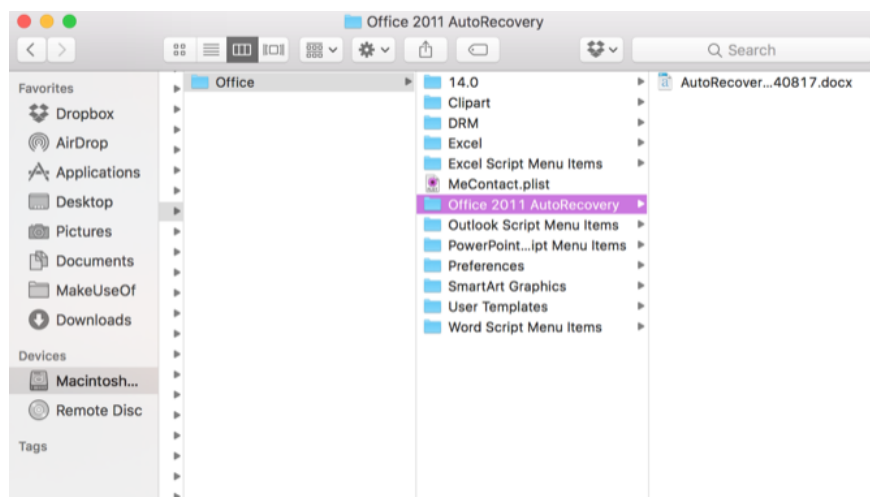 Office 2011 AutoRecovery
Search
Favorites
Dropbox
AirDrop
Applications
Desktop
Pictures
Documents
MakeUseOf
Downloads
Devices
Macintosh...
Remote Disc
Tags
Office
14.0
Clipart
DRM
Excel
Excel Script Menu Items
MeContact.plist
Office 2011 AutoRecovery
Outlook Script Menu Items
PowerPoint...ipt Menu Items
Preferences
SmartArt Graphics
User Templates
Word Script Menu Items
AutoRecover...40817.docx